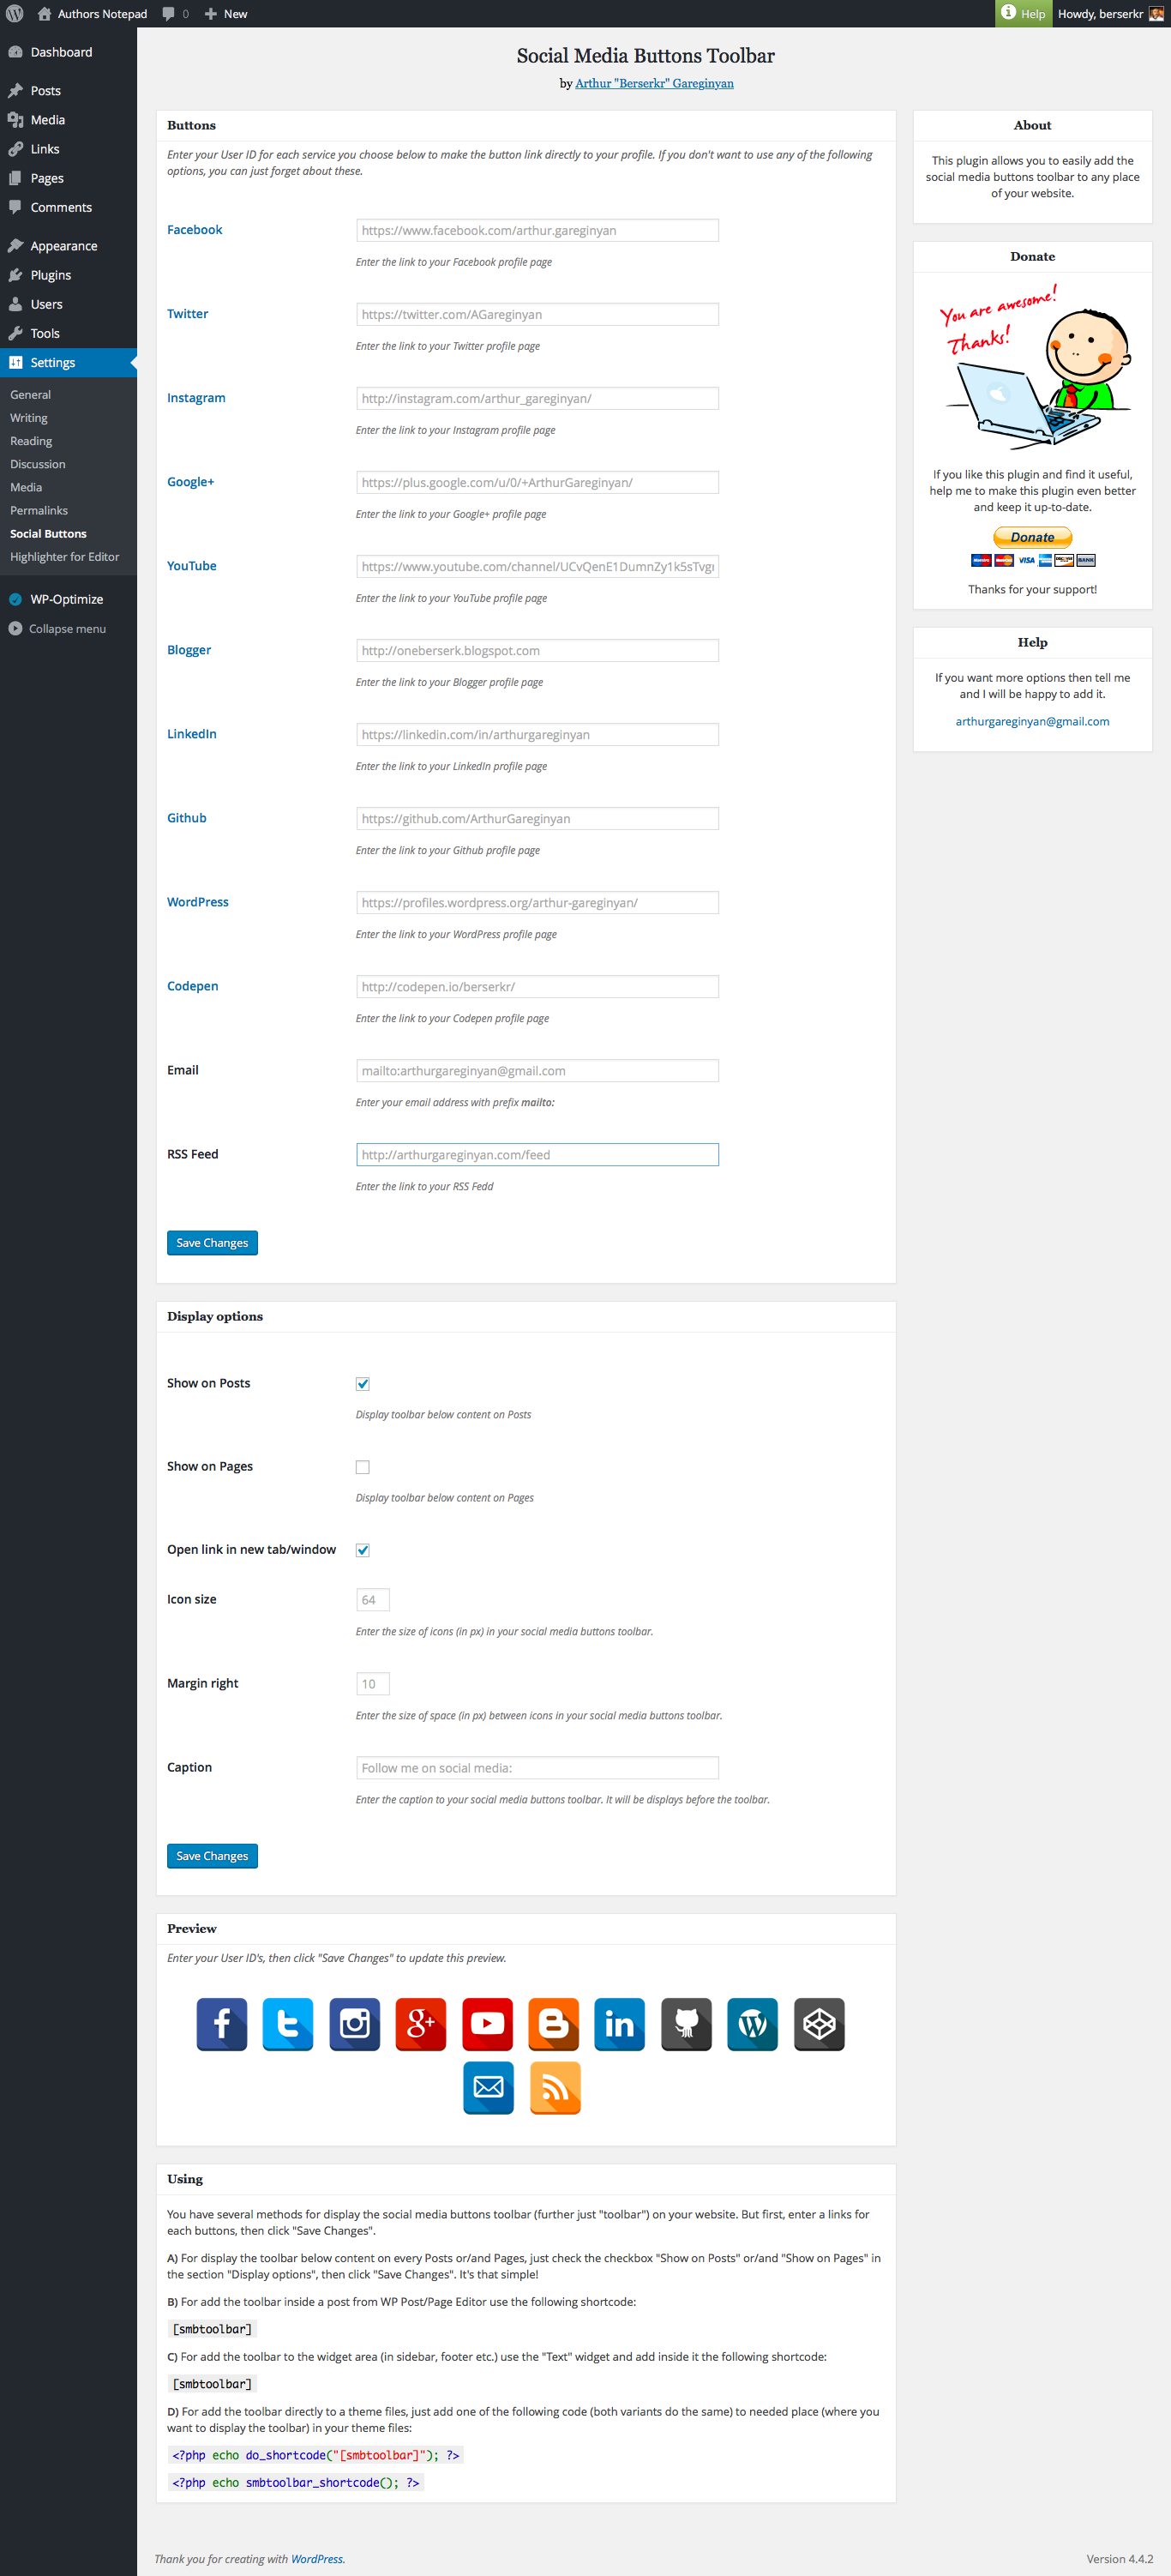 Authors Notepad 0 New Help Howdy, berserkr
Dashboard
Posts
Media
Links
Pages
Comments
Appearance
Plugins
Users
Tools
Settings
General
Writing
Reading
Discussion
Media
Permalinks
Social Buttons
Highlighter for Editor
WP-Optimize
Collapse menu
Social Media Buttons Toolbar
by Arthur "Berserkr" Gareginyan
Buttons
Enter your User ID for each service you choose below to make the button link directly to your profile. If you don't want to use any of the following
options, you can just forget about these.
Facebook https://www.facebook.com/arthur.gareginyan
Enter the link to your Facebook profile page
Twitter https://twitter.com/AGareginyan
Enter the link to your Twitter profile page
Instagram http://instagram.com/arthur_gareginyan/
Enter the link to your Instagram profile page
Google+ https://plus.google.com/u/0/+ArthurGareginyan/
Enter the link to your Google+ profile page
YouTube https://www.youtube.com/channel/UCvQenE1DumnZy1k5sTvg
Enter the link to your YouTube profile page
Blogger http://oneberserk.blogspot.com
Enter the link to your Blogger profile page
LinkedIn https://linkedin.com/in/arthurgareginyan
Enter the link to your LinkedIn profile page
Github https://github.com/ArthurGareginyan
Enter the link to your Github profile page
WordPress https://profiles.wordpress.org/arthur-gareginyan/
Enter the link to your WordPress profile page
Codepen http://codepen.io/berserkr/
Enter the link to your Codepen profile page
Email mailto:arthurgareginyan@gmail.com
Enter your email address with prefix mailto:
RSS Feed http://arthurgareginyan.com/feed
Enter the link to your RSS Fedd
Save Changes
Display options
Show on Posts
Display toolbar below content on Posts
Show on Pages
Display toolbar below content on Pages
Open link in new tab/window
Icon size 64
Enter the size of icons (in px) in your social media buttons toolbar.
Margin right 10
Enter the size of space (in px) between icons in your social media buttons toolbar.
Caption Follow me on social media:
Enter the caption to your social media buttons toolbar. It will be displays before the toolbar.
Save Changes
Preview
Enter your User ID's, then click "Save Changes" to update this preview.
Using
You have several methods for display the social media buttons toolbar (further just "toolbar") on your website. But first, enter a links for
each buttons, then click "Save Changes".
A) For display the toolbar below content on every Posts or/and Pages, just check the checkbox "Show on Posts" or/and "Show on Pages" in
the section "Display options", then click "Save Changes". It's that simple!
B) For add the toolbar inside a post from WP Post/Page Editor use the following shortcode:
[smbtoolbar]
C) For add the toolbar to the widget area (in sidebar, footer etc.) use the "Text" widget and add inside it the following shortcode:
[smbtoolbar]
D) For add the toolbar directly to a theme files, just add one of the following code (both variants do the same) to needed place (where you
want to display the toolbar) in your theme files:
<?php echo do_shortcode("[smbtoolbar]"); ?>
<?php echo smbtoolbar_shortcode(); ?>
About
This plugin allows you to easily add the
social media buttons toolbar to any place
of your website.
Donate
You are awesome!
Thanks!
If you like this plugin and find it useful,
help me to make this plugin even better
and keep it up-to-date.
Donate
VISA
Thanks for your support!
Help
If you want more options then tell me
and I will be happy to add it.
arthurgareginyan@gmail.com
Thank you for creating with WordPress. Version 4.4.2